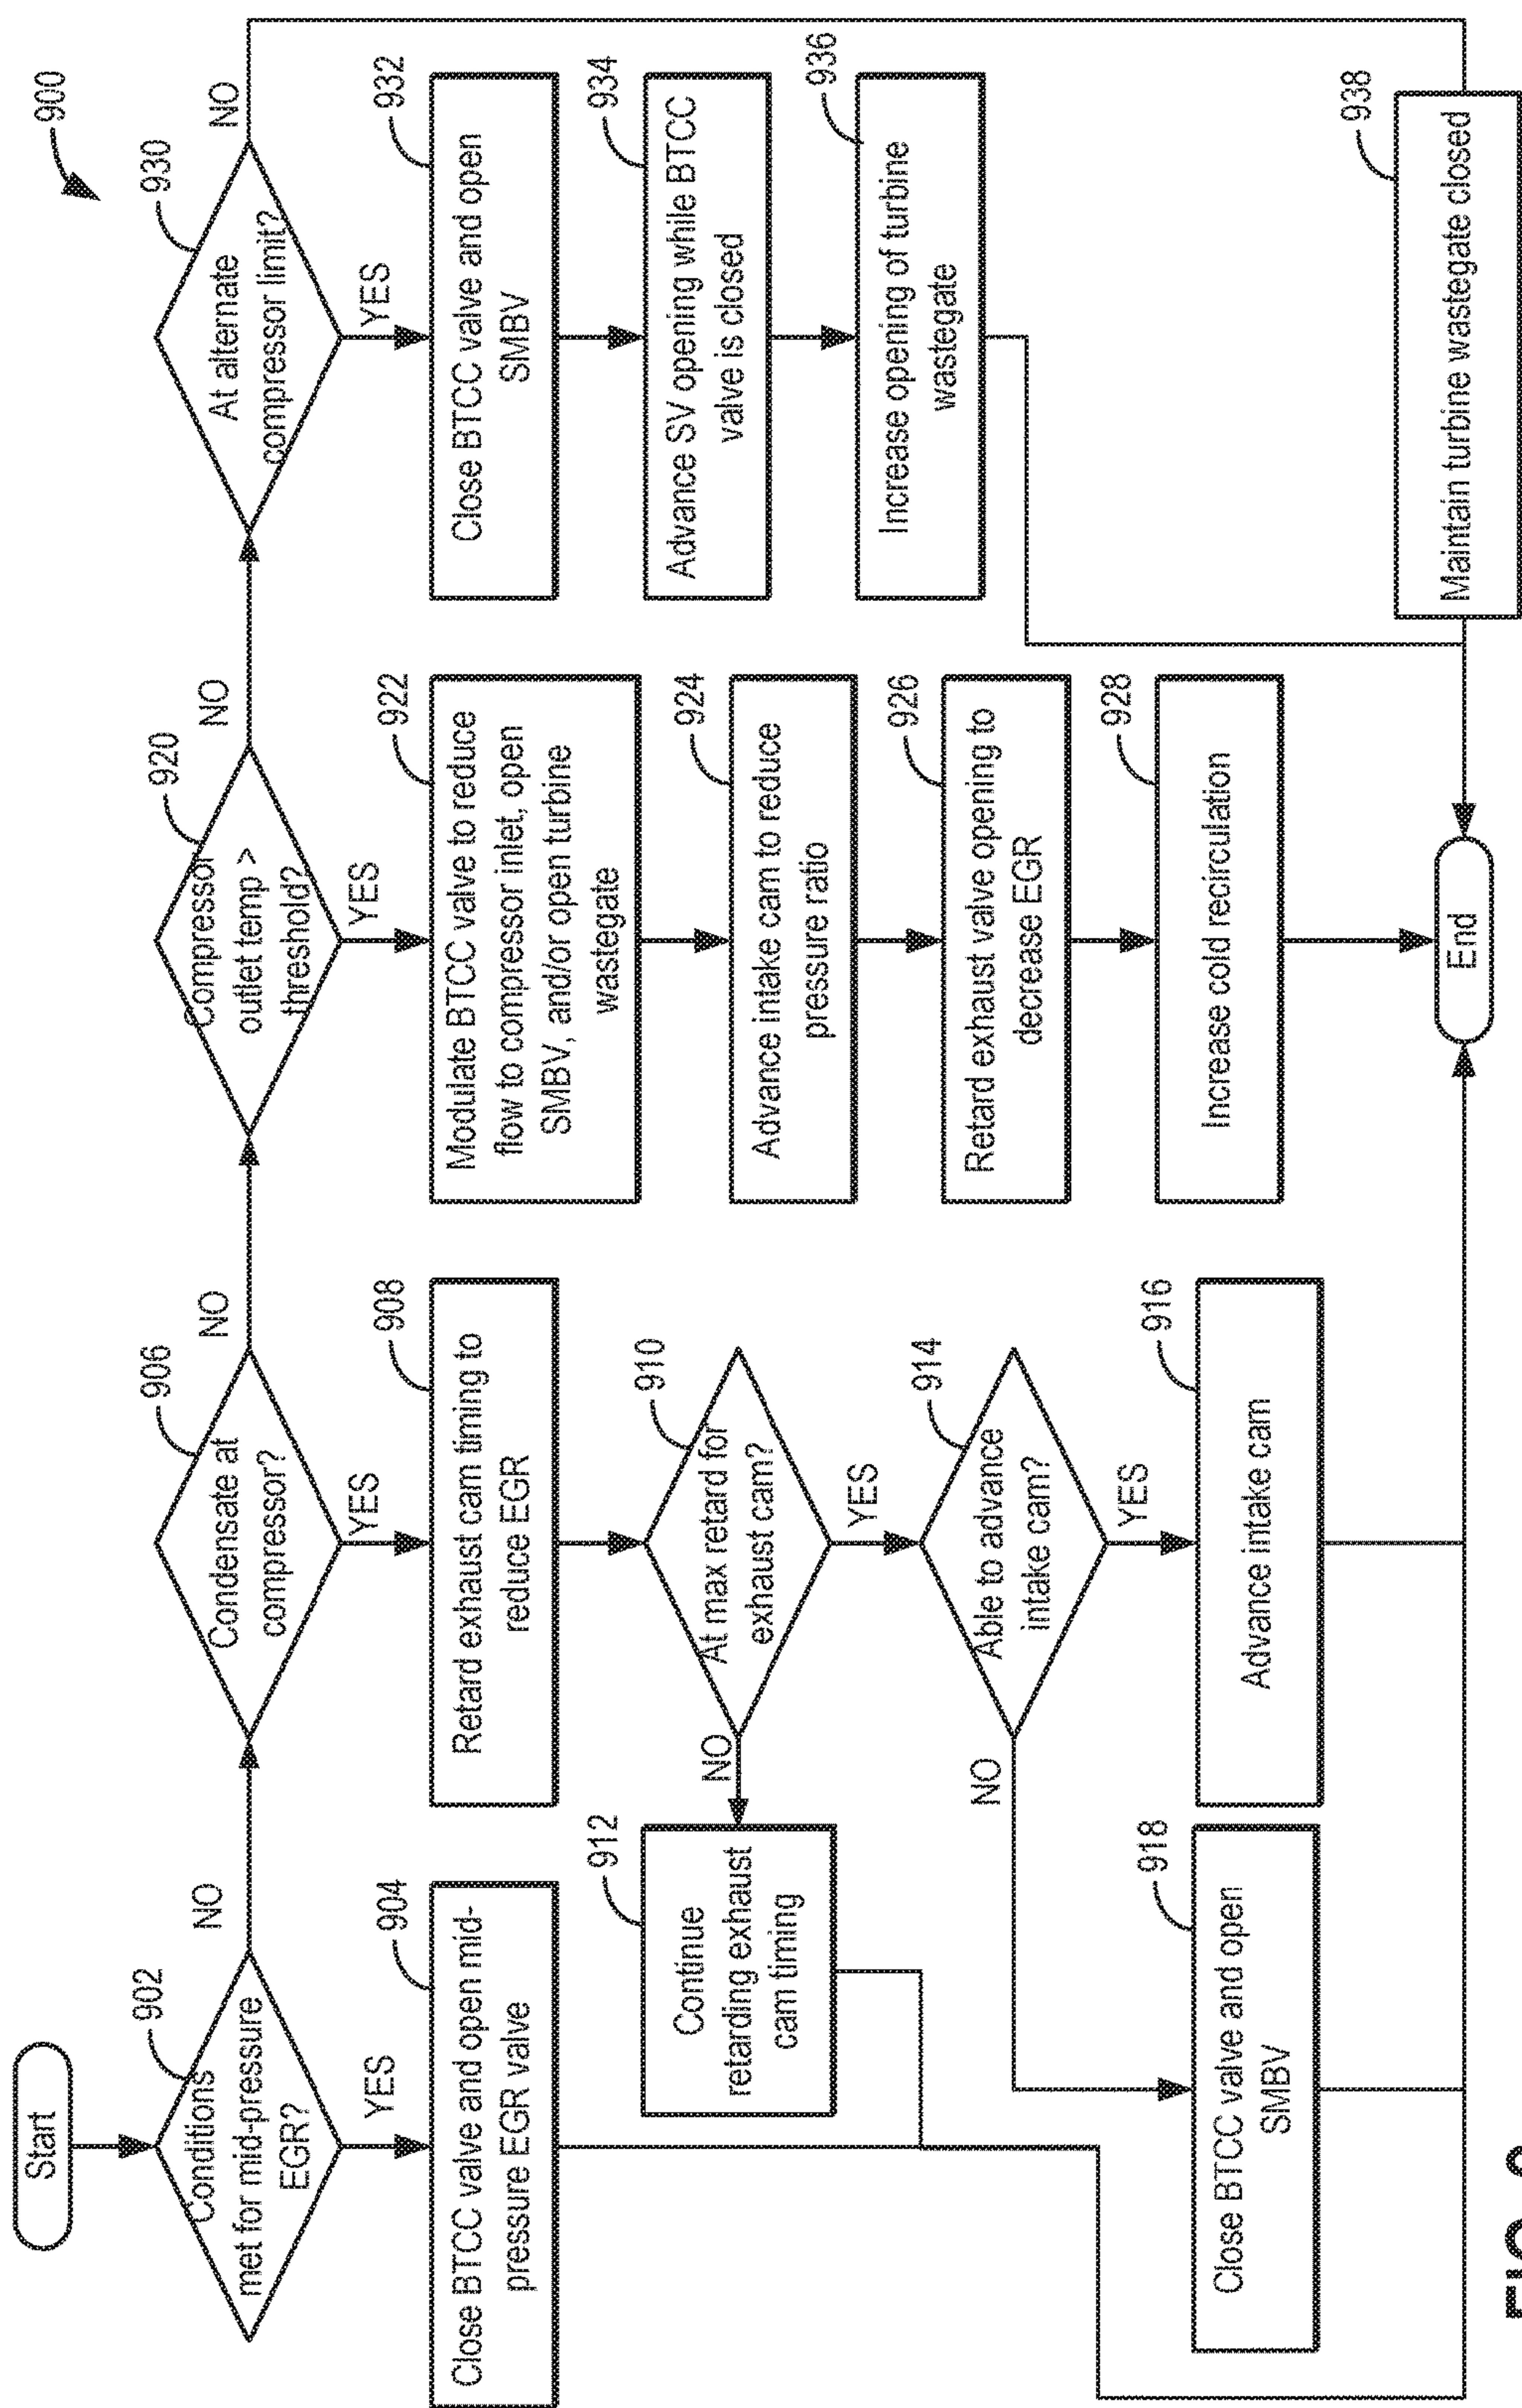 900
Start
902
Conditions
met for mid-pressure
EGR?
NO
YES
904
Close BTCC valve and open mid-
pressure EGR valve
906
Condensate at
compressor?
NO
YES
908
Retard exhaust cam timing to
reduce EGR
910
At max retard for
exhaust cam?
NO
YES
912
Continue
retarding exhaust
cam timing
914
Able to advance
intake cam?
NO
YES
916
Advance intake cam
918
Close BTCC valve and open
SMBV
920
Compressor
outlet temp >
threshold?
NO
YES
922
Modulate BTCC valve to reduce
flow to compressor inlet, open
SMBV, and/or open turbine
wastegate
924
Advance intake cam to reduce
pressure ratio
926
Retard exhaust valve opening to
decrease EGR
928
Increase cold recirculation
930
At alternate
compressor limit?
NO
YES
932
Close BTCC valve and open
SMBV
934
Advance SV opening while BTCC
valve is closed
936
Increase opening of turbine
wastegate
938
Maintain turbine wastegate closed
End